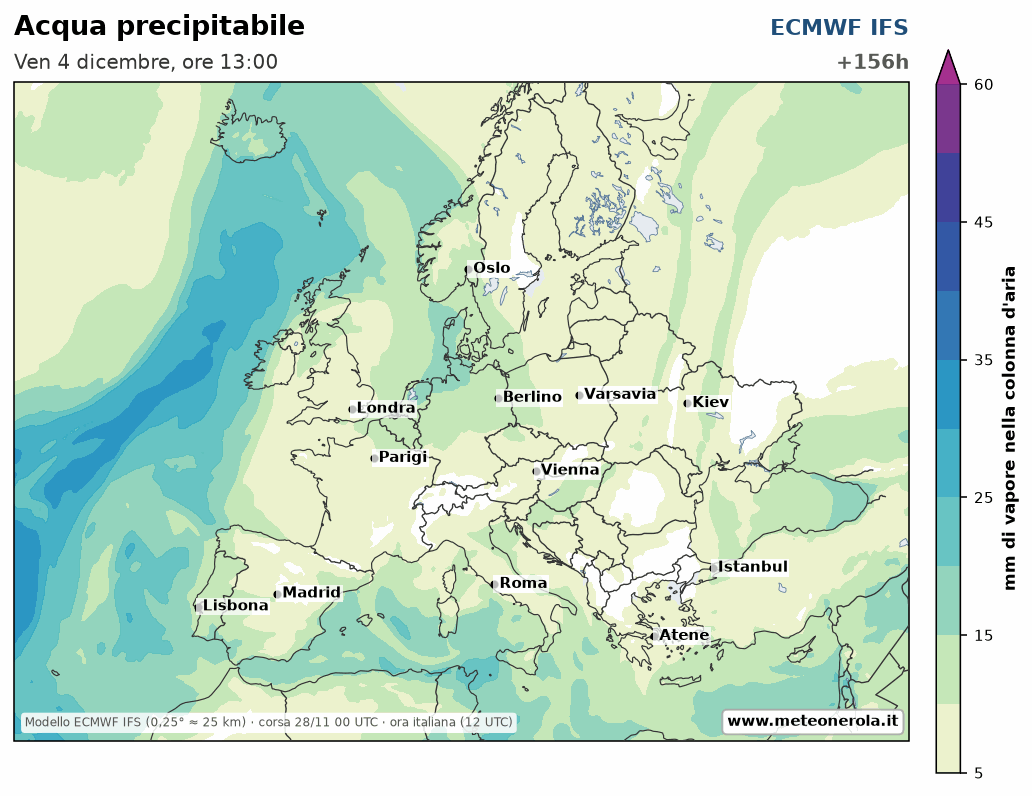 Acqua precipitabile
ECMWF IFS
Ven 4 dicembre, ore 13:00
+156h
60
45
35
25
15
5
mm di vapore nella colonna d'aria
Oslo
Berlino
Varsavia
Kiev
Londra
Parigi
Vienna
Istanbul
Roma
Madrid
Lisbona
Atene
Modello ECMWF IFS (0,25° ≈ 25 km) · corsa 28/11 00 UTC · ora italiana (12 UTC)
www.meteonerola.it